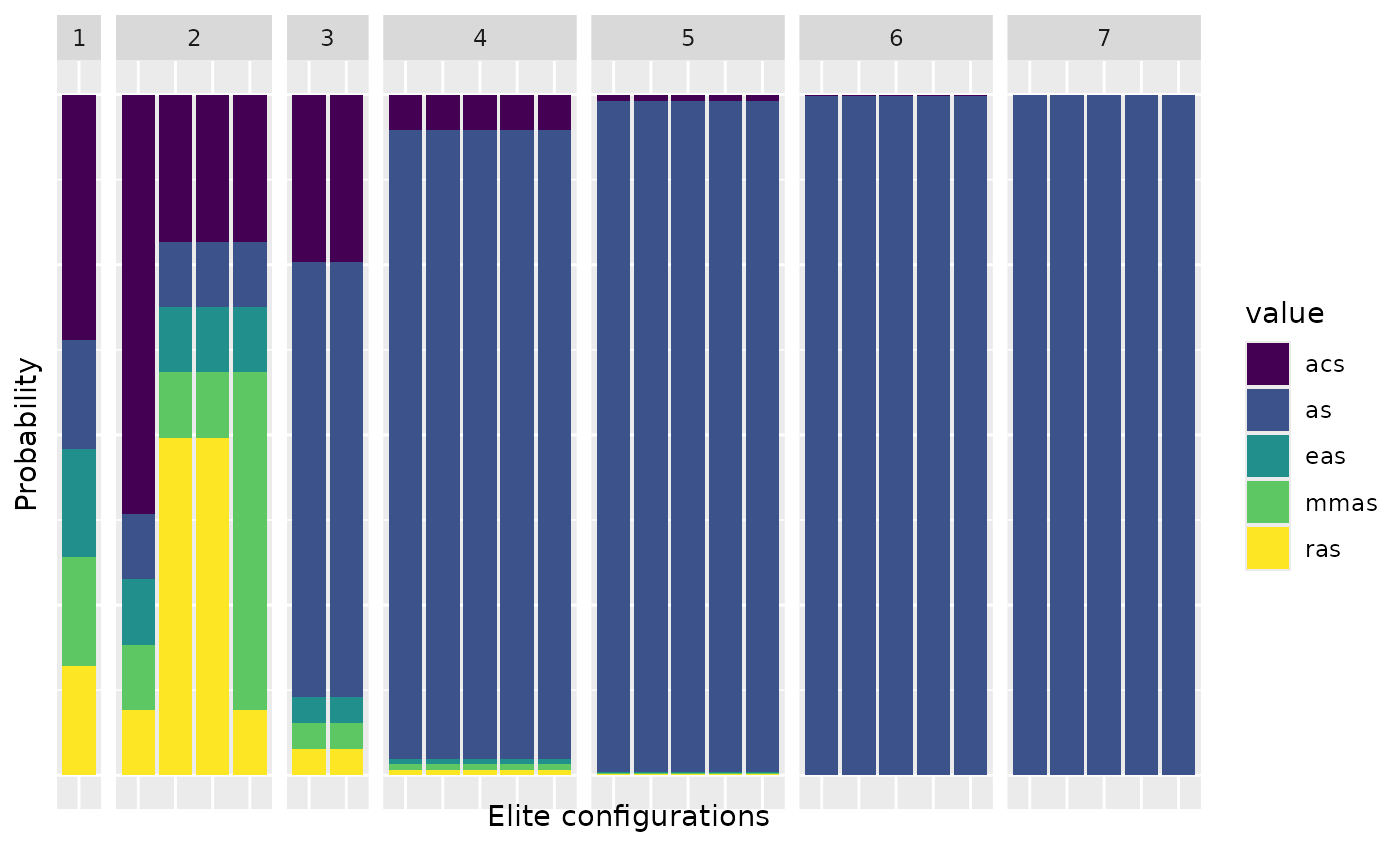 1 2 3 4 5 6 7
Probability
Elite configurations
value
acs
as
eas
mmas
ras